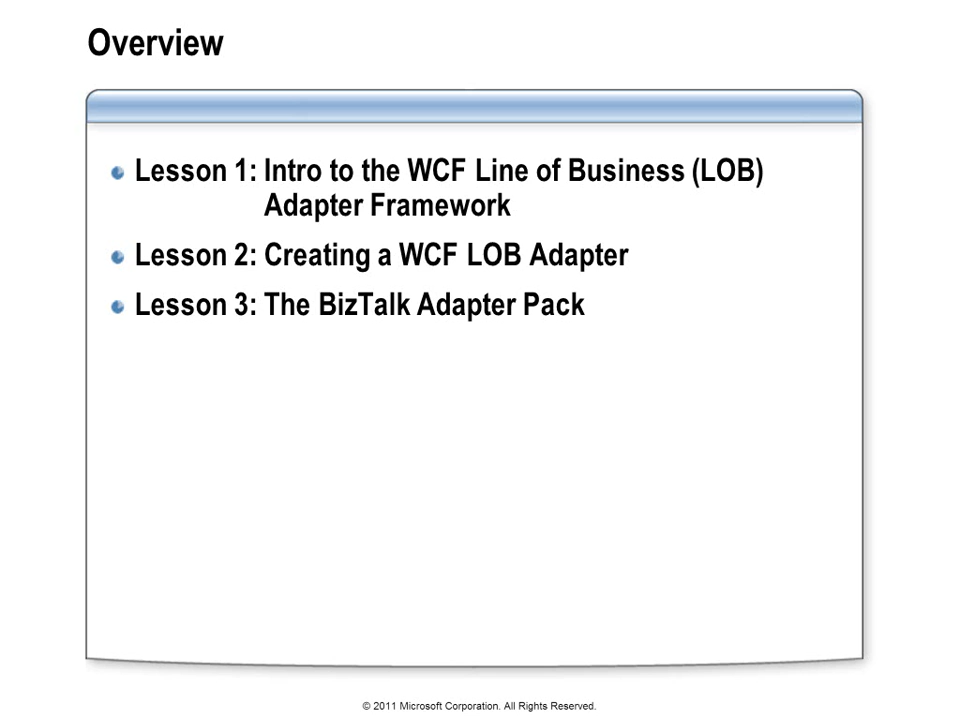 Overview
Lesson 1: Intro to the WCF Line of Business (LOB)
Adapter Framework
Lesson 2: Creating a WCF LOB Adapter
Lesson 3: The BizTalk Adapter Pack
© 2011 Microsoft Corporation. All Rights Reserved.